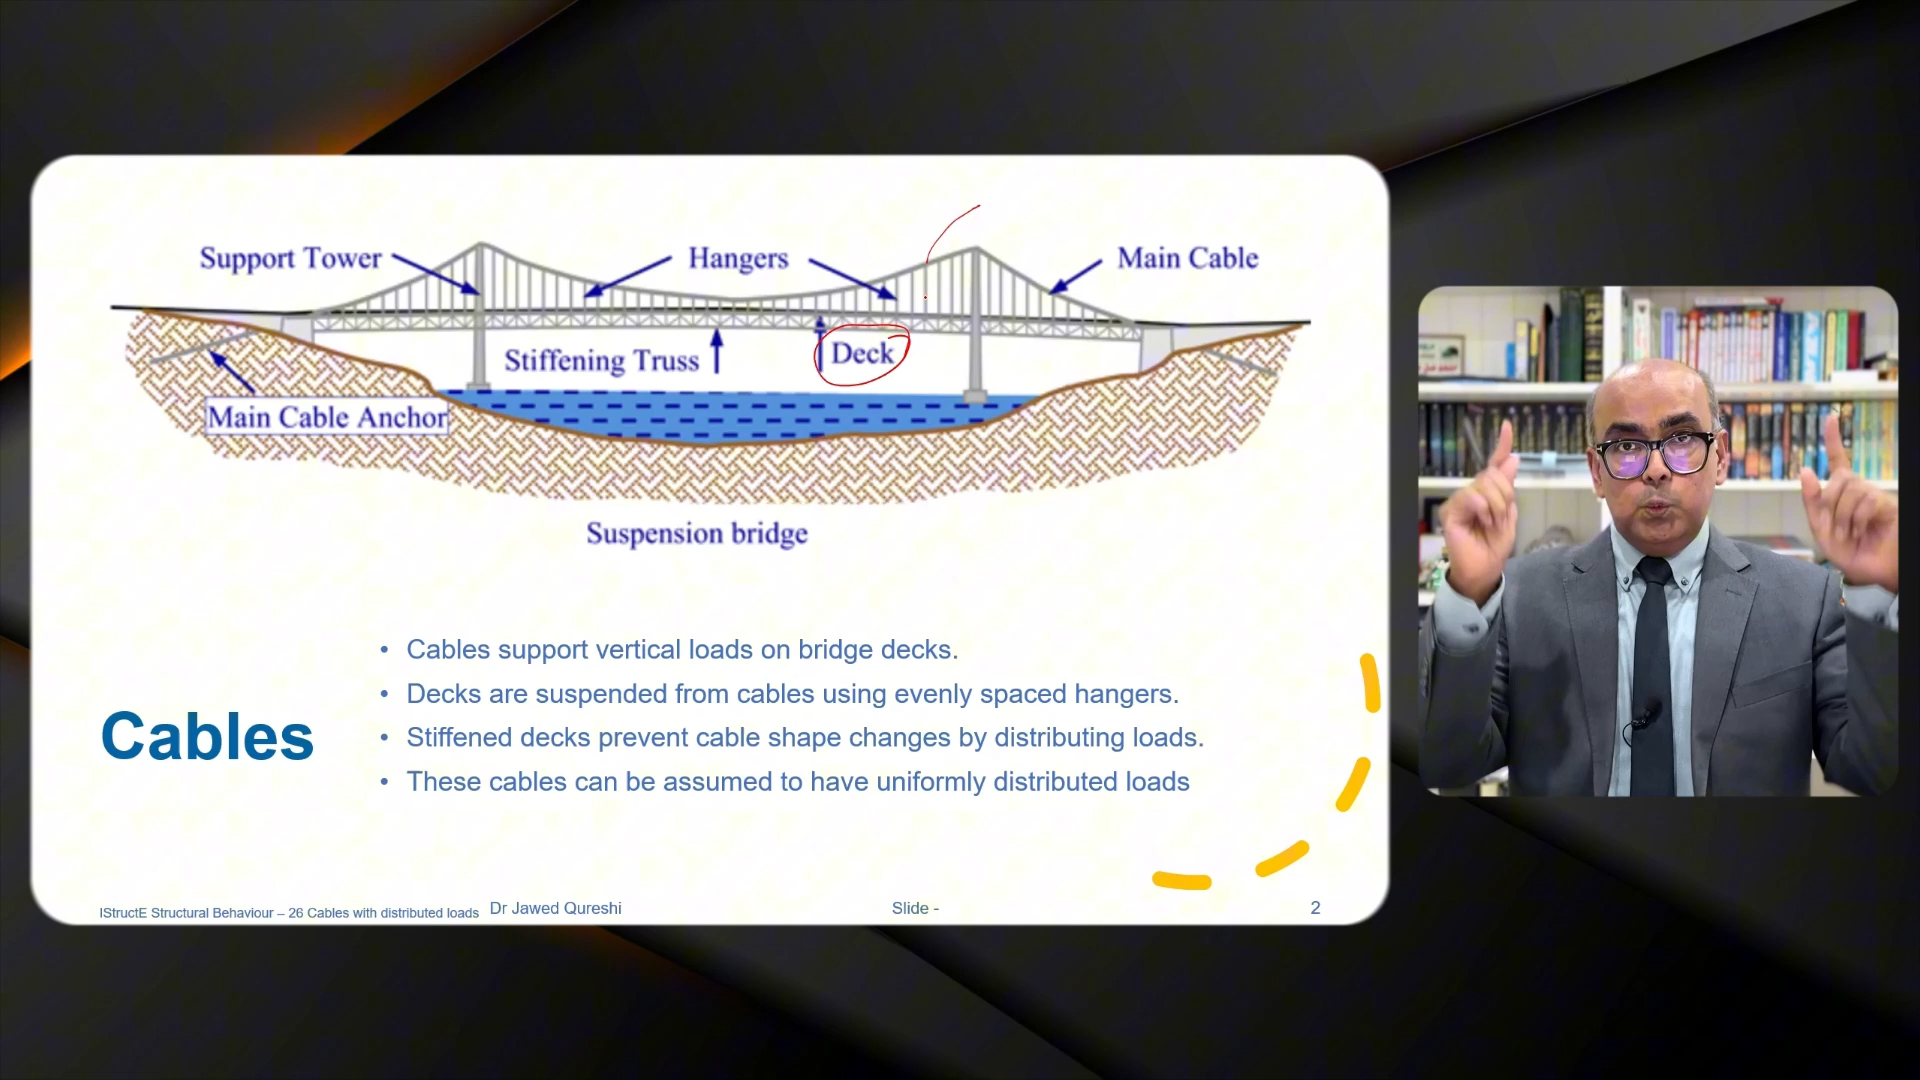 Support Tower
Hangers
Main Cable
Stiffening Truss
Deck
Main Cable Anchor
Suspension bridge
Cables
• Cables support vertical loads on bridge decks.
• Decks are suspended from cables using evenly spaced hangers.
• Stiffened decks prevent cable shape changes by distributing loads.
• These cables can be assumed to have uniformly distributed loads
IStructE Structural Behaviour – 26 Cables with distributed loads
Dr Jawed Qureshi
Slide -
2